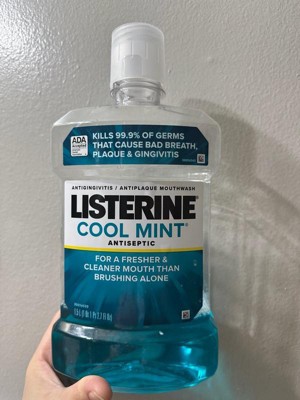 ADA
Accepted
KILLS 99.9% OF GERMS
THAT CAUSE BAD BREATH,
PLAQUE & GINGIVITIS
ANTIGINGIVITIS / ANTIPLAQUE MOUTHWASH
LISTERINE®
COOL MINT®
ANTISEPTIC
FOR A FRESHER &
CLEANER MOUTH THAN
BRUSHING ALONE